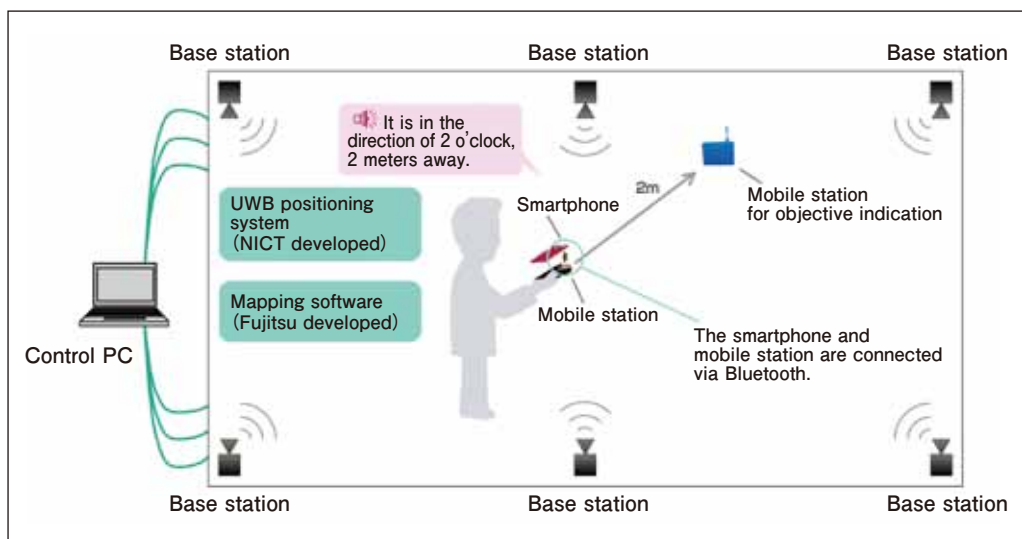 Base station
Base station
Base station
It is in the
direction of 2 o'clock,
2 meters away.
UWB positioning
system
(NICT developed)
Smartphone
2m
Mobile station
for objective indication
Mapping software
(Fujitsu developed)
Mobile station
Control PC
The smartphone and
mobile station are connected
via Bluetooth.
Base station
Base station
Base station